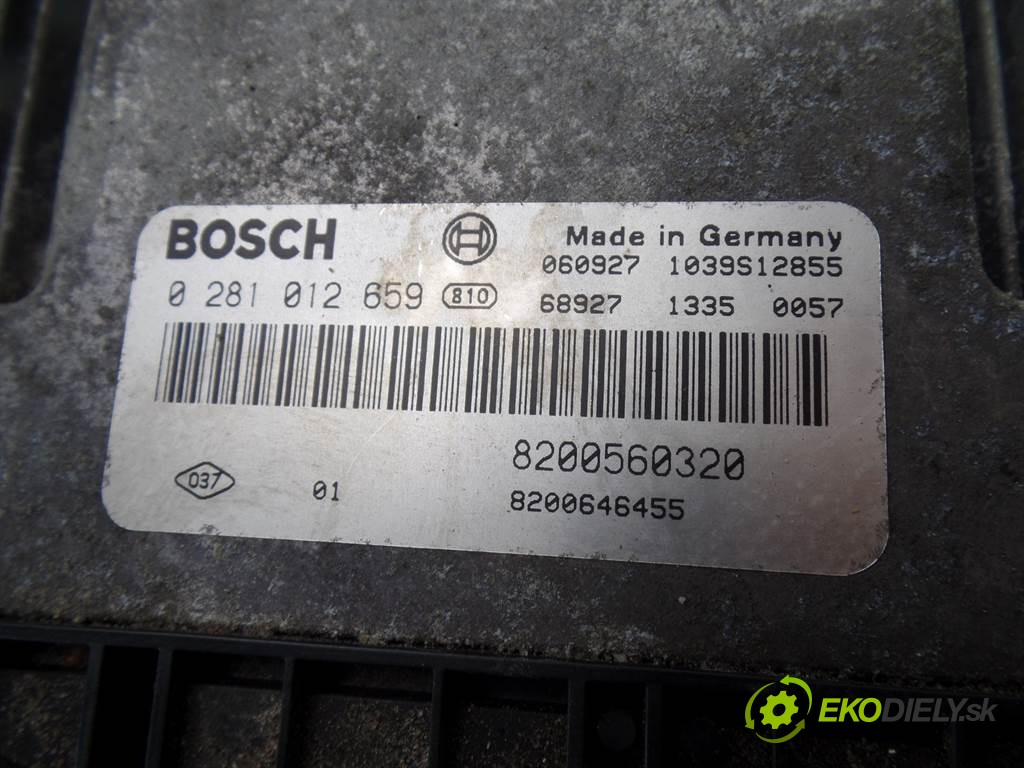 BOSCH
Made in Germany
060927 1039S12855
0 281 012 659 810
68927 1335 0057
8200560320
037 01
8200646455
EKODIELY.sk